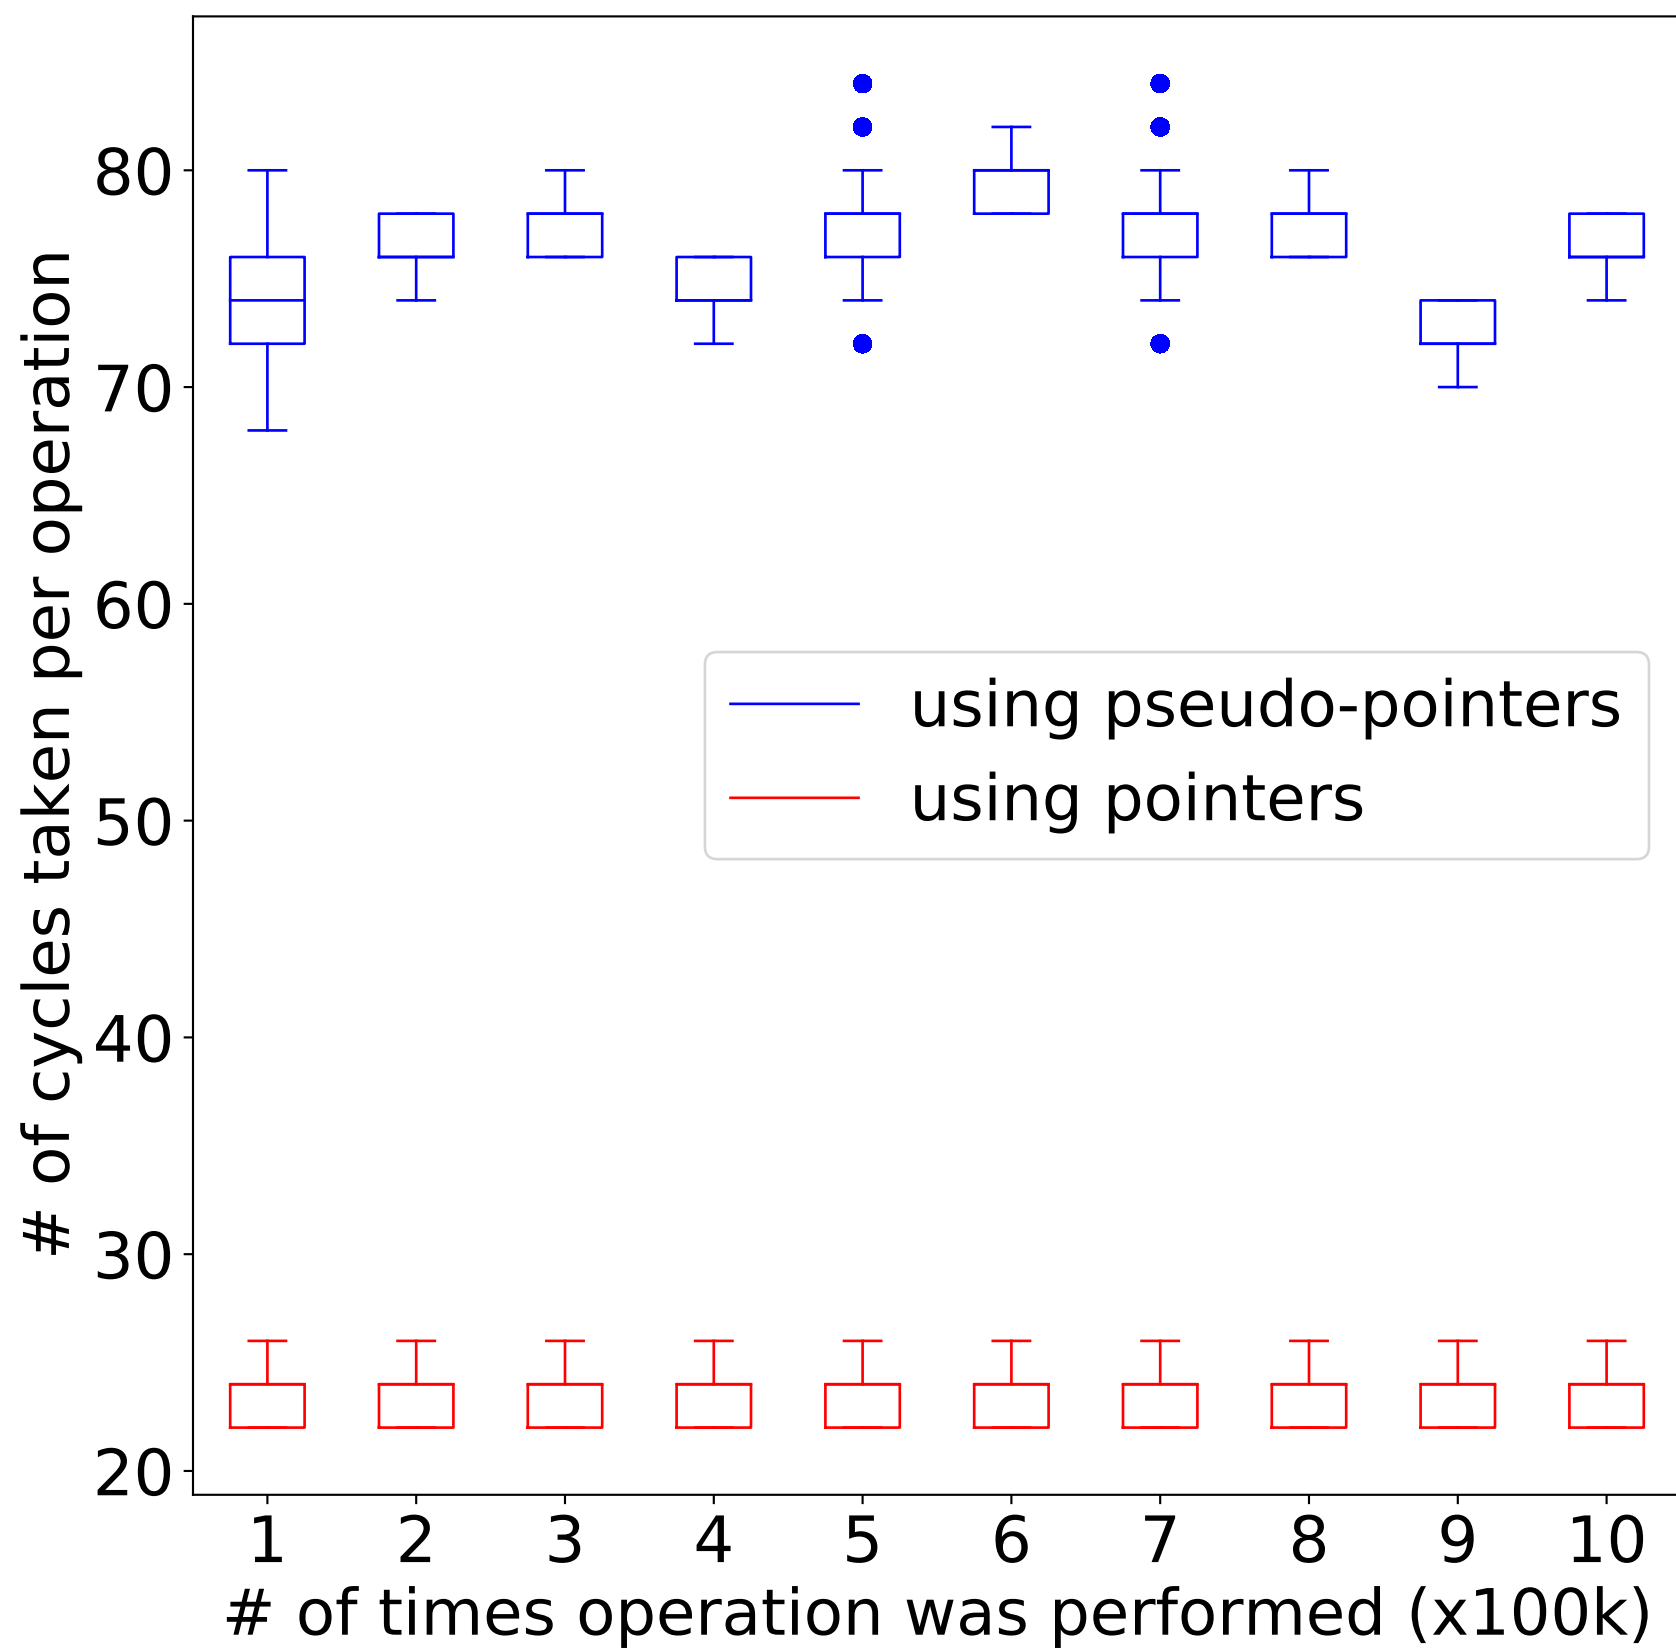 # of cycles taken per operation
80
70
60
50
40
30
20
using pseudo-pointers
using pointers
1 2 3 4 5 6 7 8 9 10
# of times operation was performed (x100k)